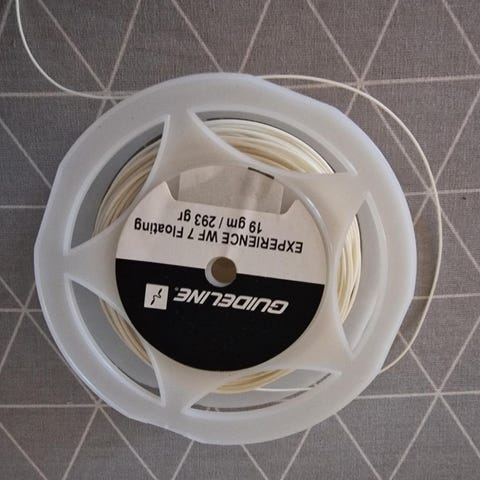 GUIDELINE®
EXPERIENCE WF 7 Floating
19 gm / 293 gr